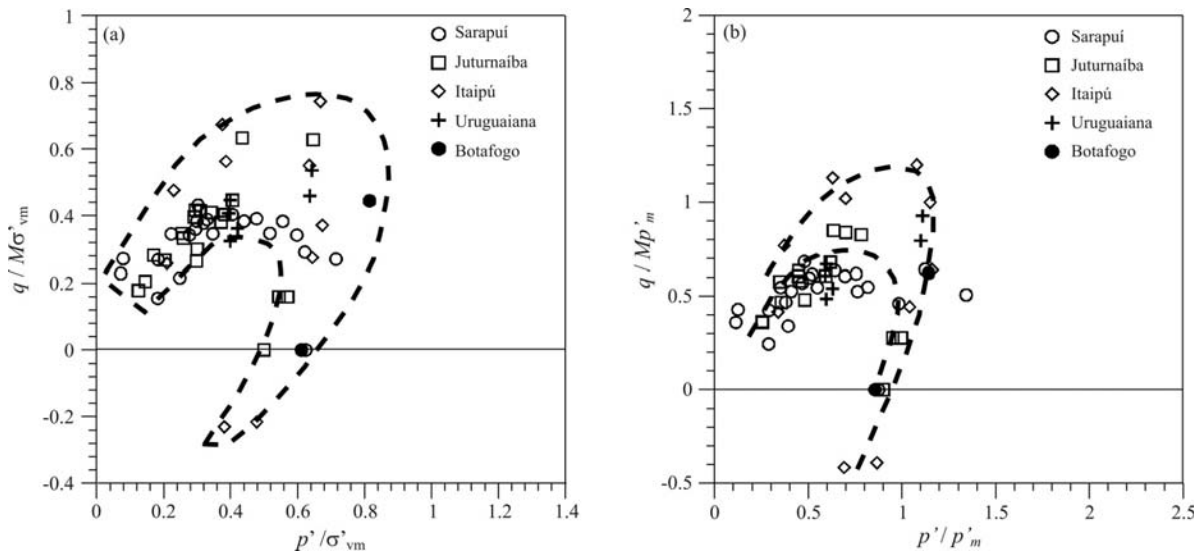 (a)
Sarapuí
Juturnaíba
Itaipú
Uruguaiana
Botafogo
1
0.8
0.6
0.4
0.2
0
-0.2
-0.4
q / Mσ'vm
0 0.2 0.4 0.6 0.8 1 1.2 1.4
p' /σ'vm
(b)
Sarapuí
Juturnaíba
Itaipú
Uruguaiana
Botafogo
2
1.5
1
0.5
0
-0.5
q / Mp'm
0 0.5 1 1.5 2 2.5
p' / p'm